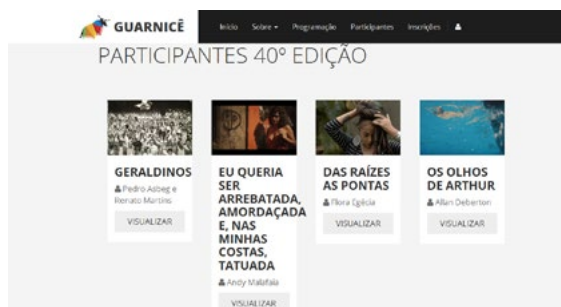 GUARNICÊ
Início Sobre Programação Participantes Inscrições
PARTICIPANTES 40º EDIÇÃO
GERALDINOS
Pedro Asbeg e
Renato Martins
VISUALIZAR
EU QUERIA
SER
ARREBATADA,
AMORDAÇADA
E, NAS
MINHAS
COSTAS,
TATUADA
Andy Malafaia
VISUALIZAR
DAS RAÍZES
AS PONTAS
Flora Egécia
VISUALIZAR
OS OLHOS
DE ARTHUR
Allan Deberton
VISUALIZAR